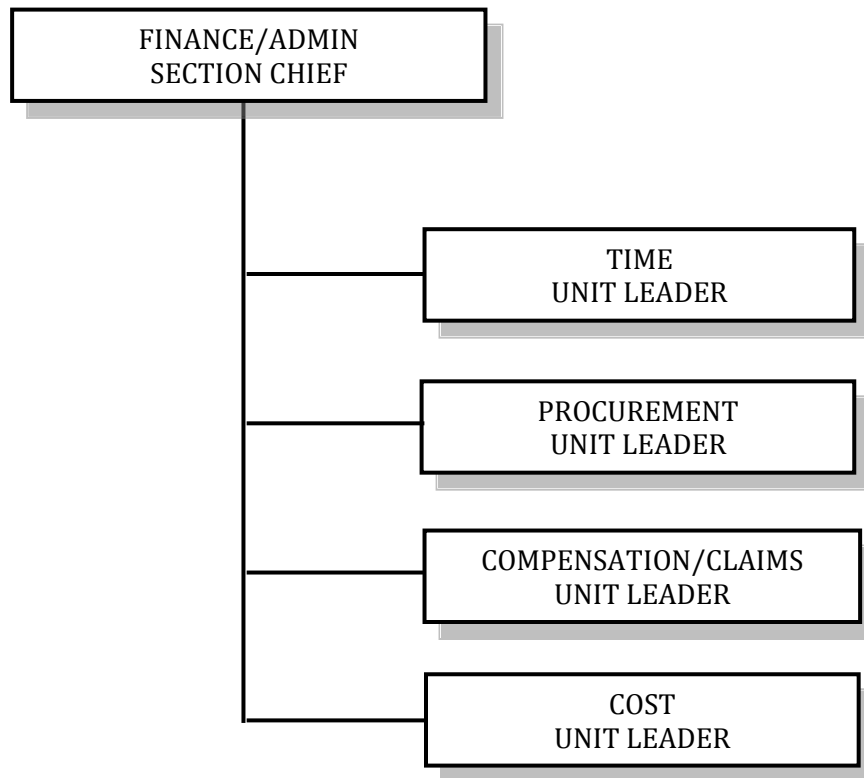 FINANCE/ADMIN
SECTION CHIEF
TIME
UNIT LEADER
PROCUREMENT
UNIT LEADER
COMPENSATION/CLAIMS
UNIT LEADER
COST
UNIT LEADER